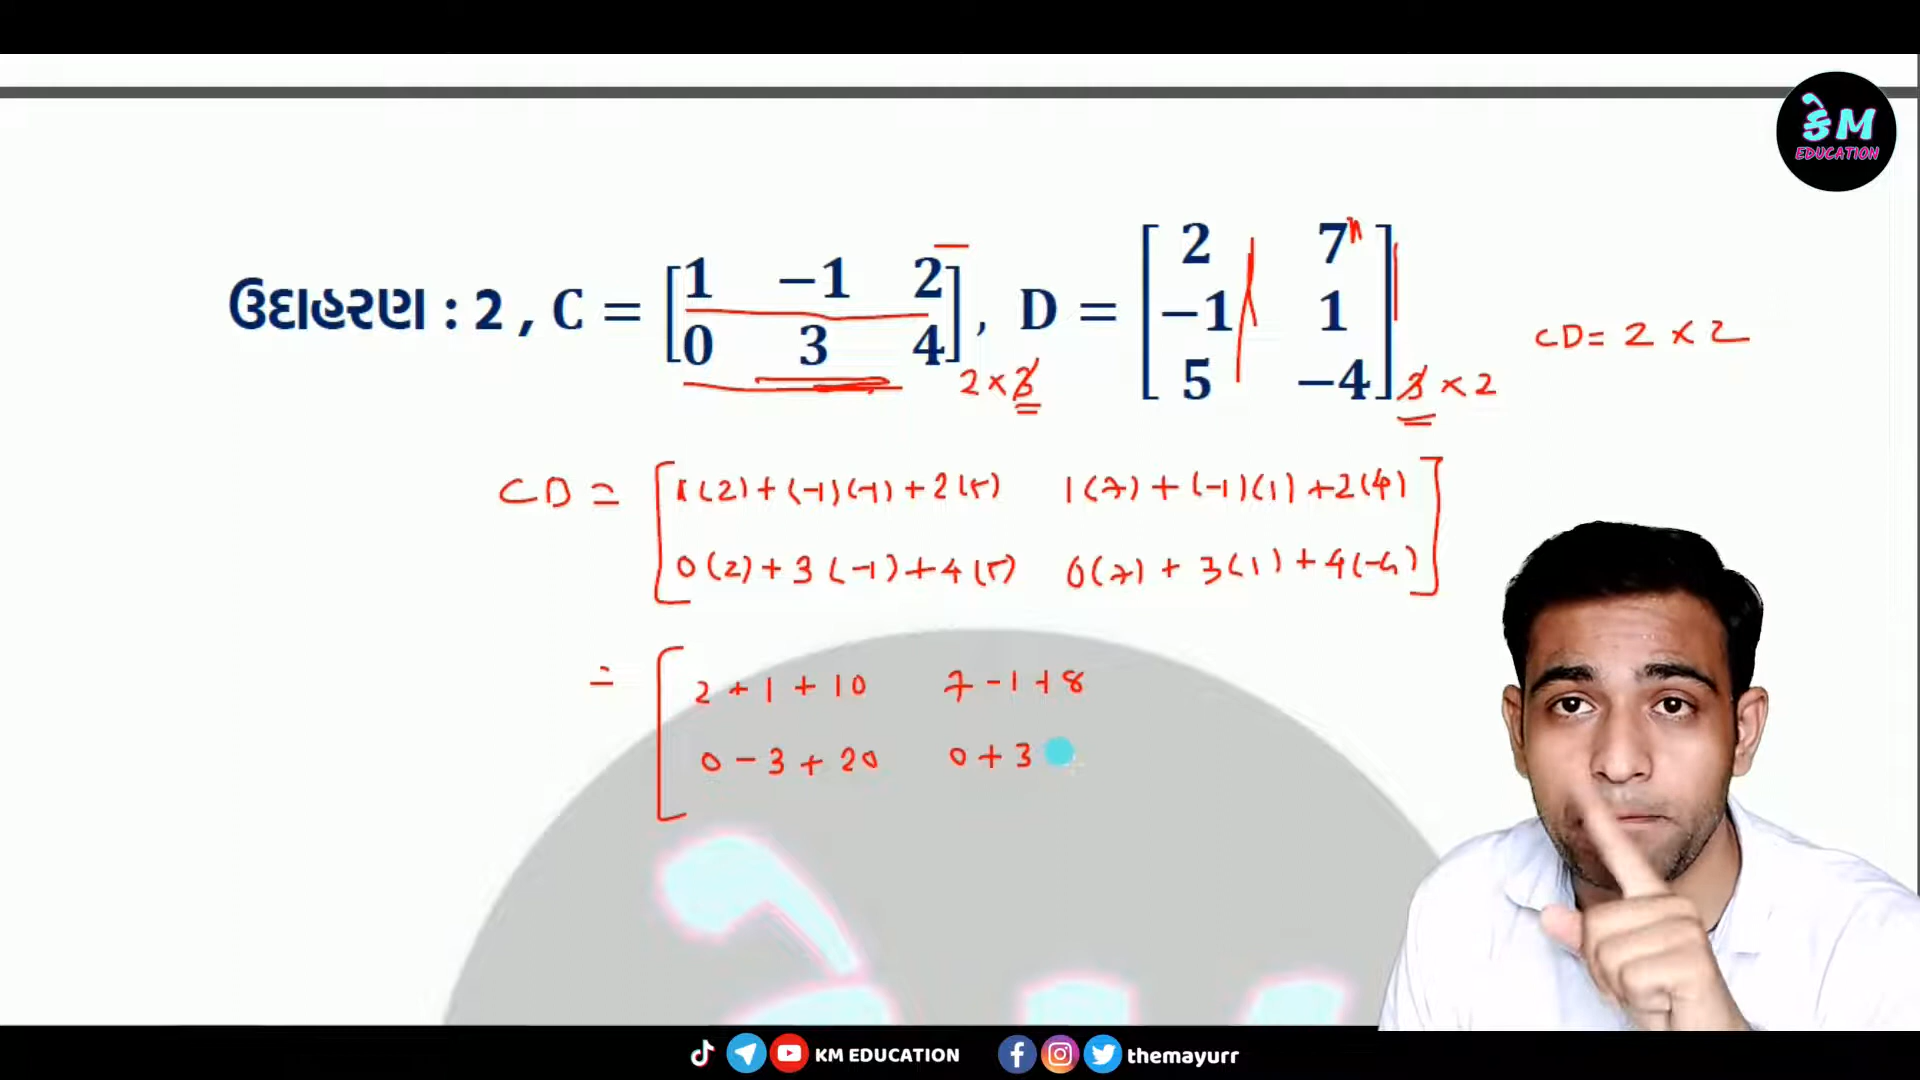 કેM
EDUCATION
ઉદાહરણ : 2 , C = [1 −1 2; 0 3 4], D = [2 7; −1 1; 5 −4]
2 × 3
3 × 2
CD = 2 × 2
CD = [1(2)+(-1)(-1)+2(5) 1(7)+(-1)(1)+2(4)
0(2)+3(-1)+4(5) 0(7)+3(1)+4(-4)]
= [2+1+10 7-1+8
0-3+20 0+3
KM EDUCATION themayurr